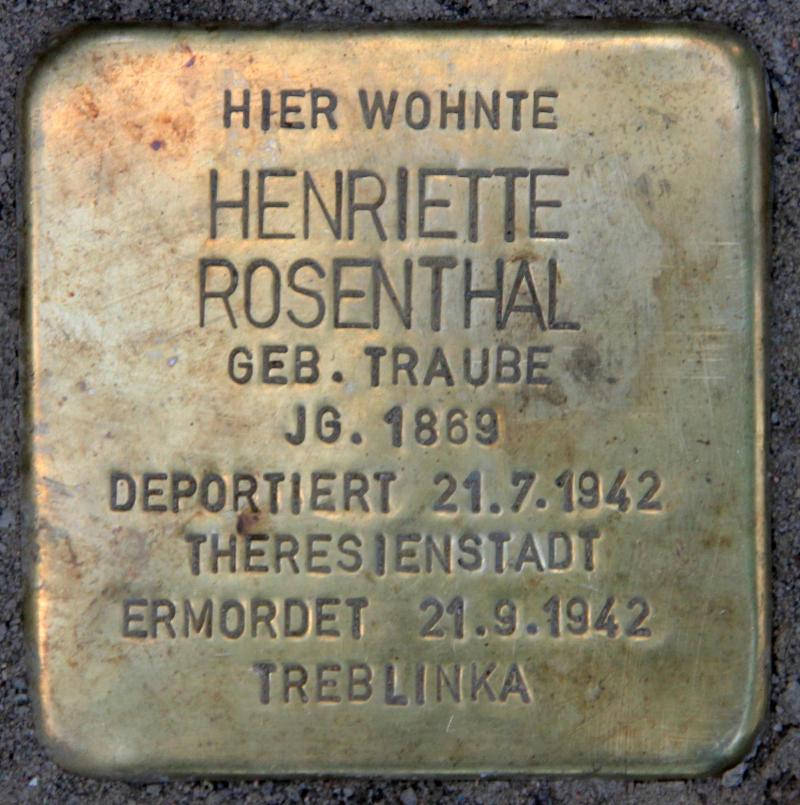 HIER WOHNTE
HENRIETTE
ROSENTHAL
GEB. TRAUBE
JG. 1869
DEPORTIERT 21.7.1942
THERESIENSTADT
ERMORDET 21.9.1942
TREBLINKA